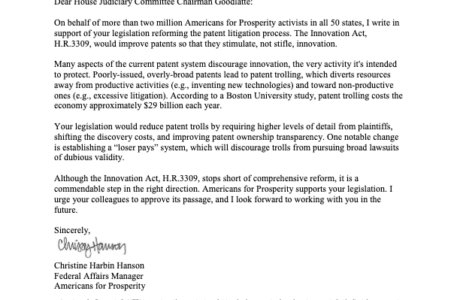 Dear House Judiciary Committee Chairman Goodlatte:
On behalf of more than two million Americans for Prosperity activists in all 50 states, I write in
support of your legislation reforming the patent litigation process. The Innovation Act,
H.R.3309, would improve patents so that they stimulate, not stifle, innovation.
Many aspects of the current patent system discourage innovation, the very activity it's intended
to protect. Poorly-issued, overly-broad patents lead to patent trolling, which diverts resources
away from productive activities (e.g., inventing new technologies) and toward non-productive
ones (e.g., excessive litigation). According to a Boston University study, patent trolling costs the
economy approximately $29 billion each year.
Your legislation would reduce patent trolls by requiring higher levels of detail from plaintiffs,
shifting the discovery costs, and improving patent ownership transparency. One notable change
is establishing a “loser pays” system, which will discourage trolls from pursuing broad lawsuits
of dubious validity.
Although the Innovation Act, H.R.3309, stops short of comprehensive reform, it is a
commendable step in the right direction. Americans for Prosperity supports your legislation. I
urge your colleagues to approve its passage, and I look forward to working with you in the
future.
Sincerely,
Chrissy Hanson
Christine Harbin Hanson
Federal Affairs Manager
Americans for Prosperity